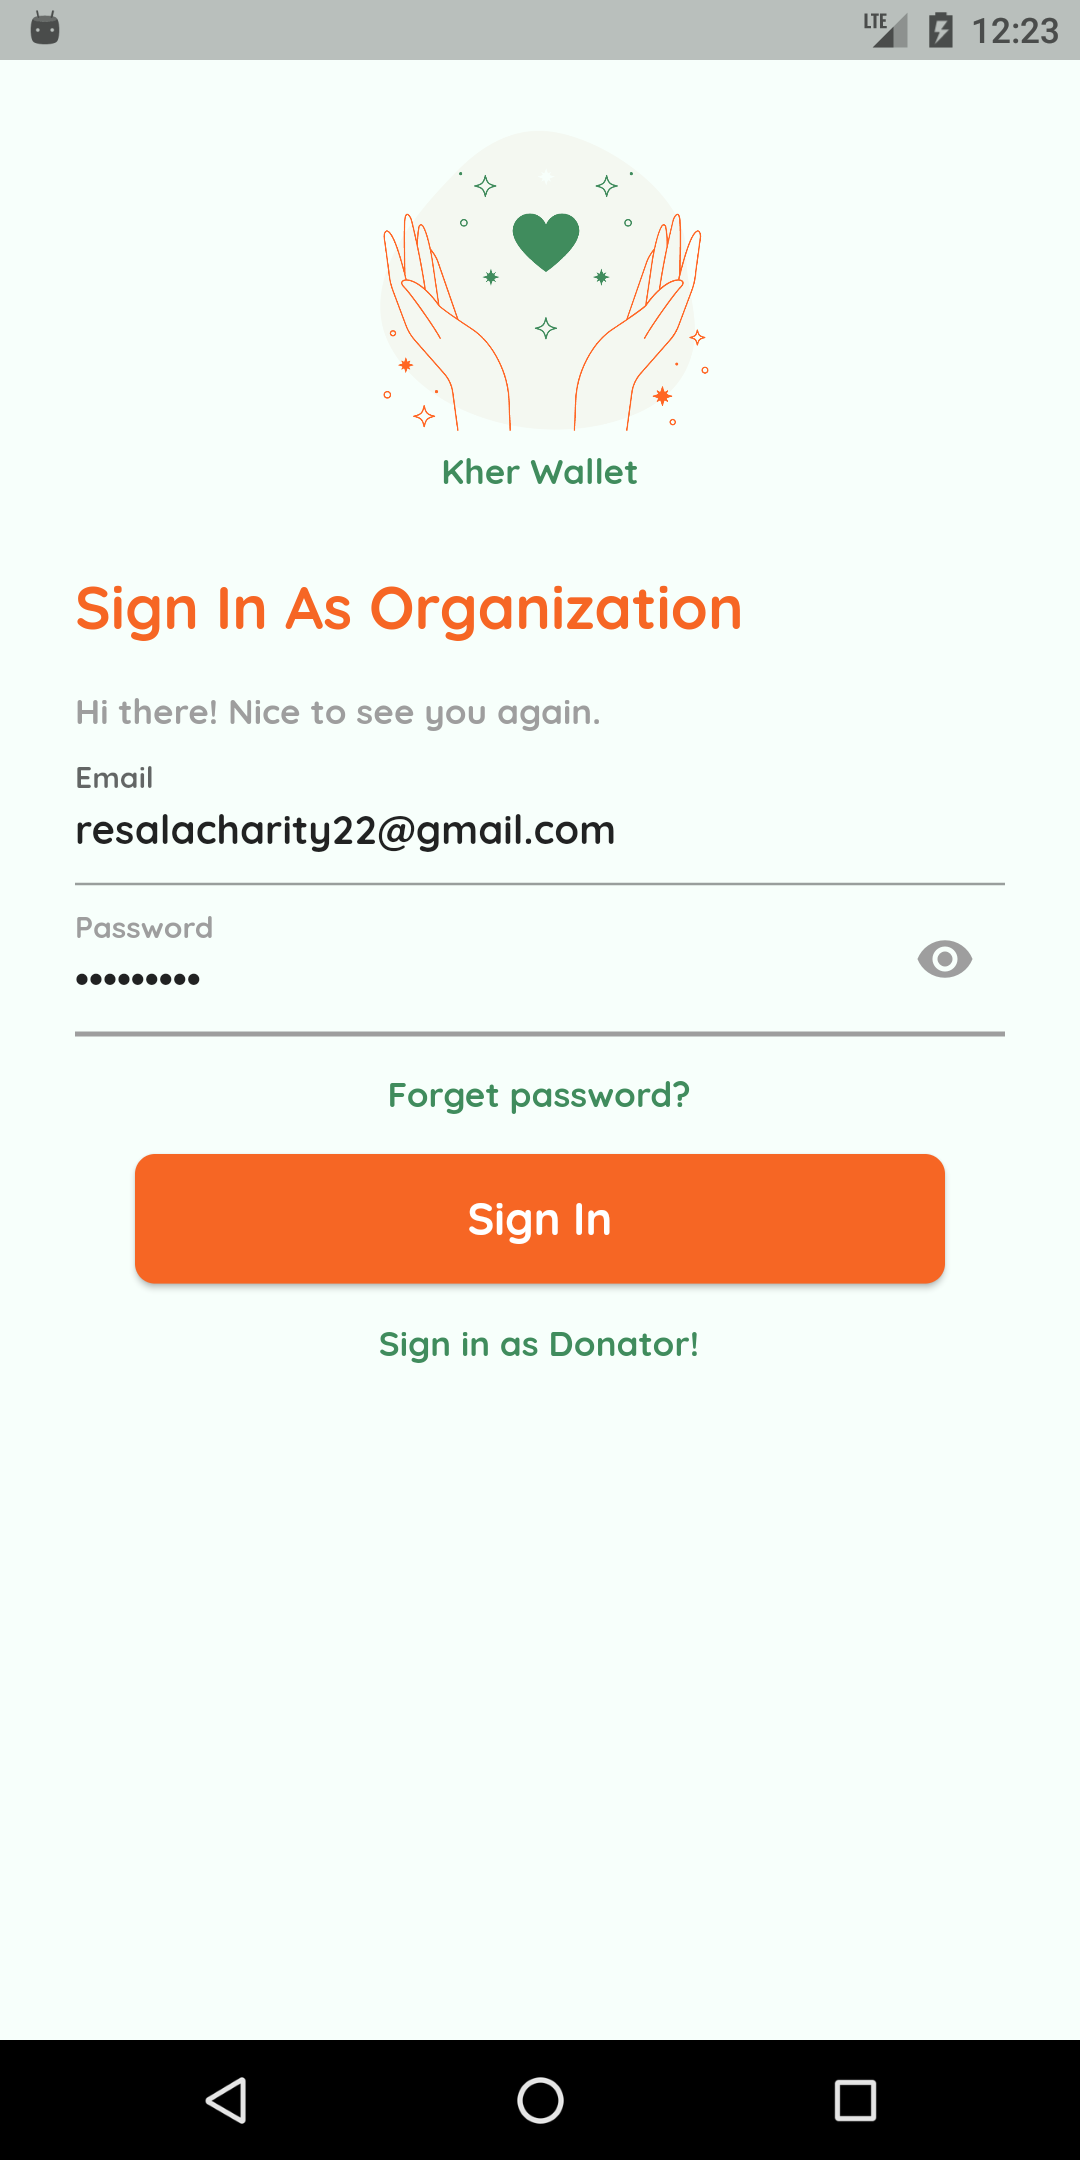 LTE 12:23
Kher Wallet
Sign In As Organization
Hi there! Nice to see you again.
Email
resalacharity22@gmail.com
Password
•••••••••
Forget password?
Sign In
Sign in as Donator!